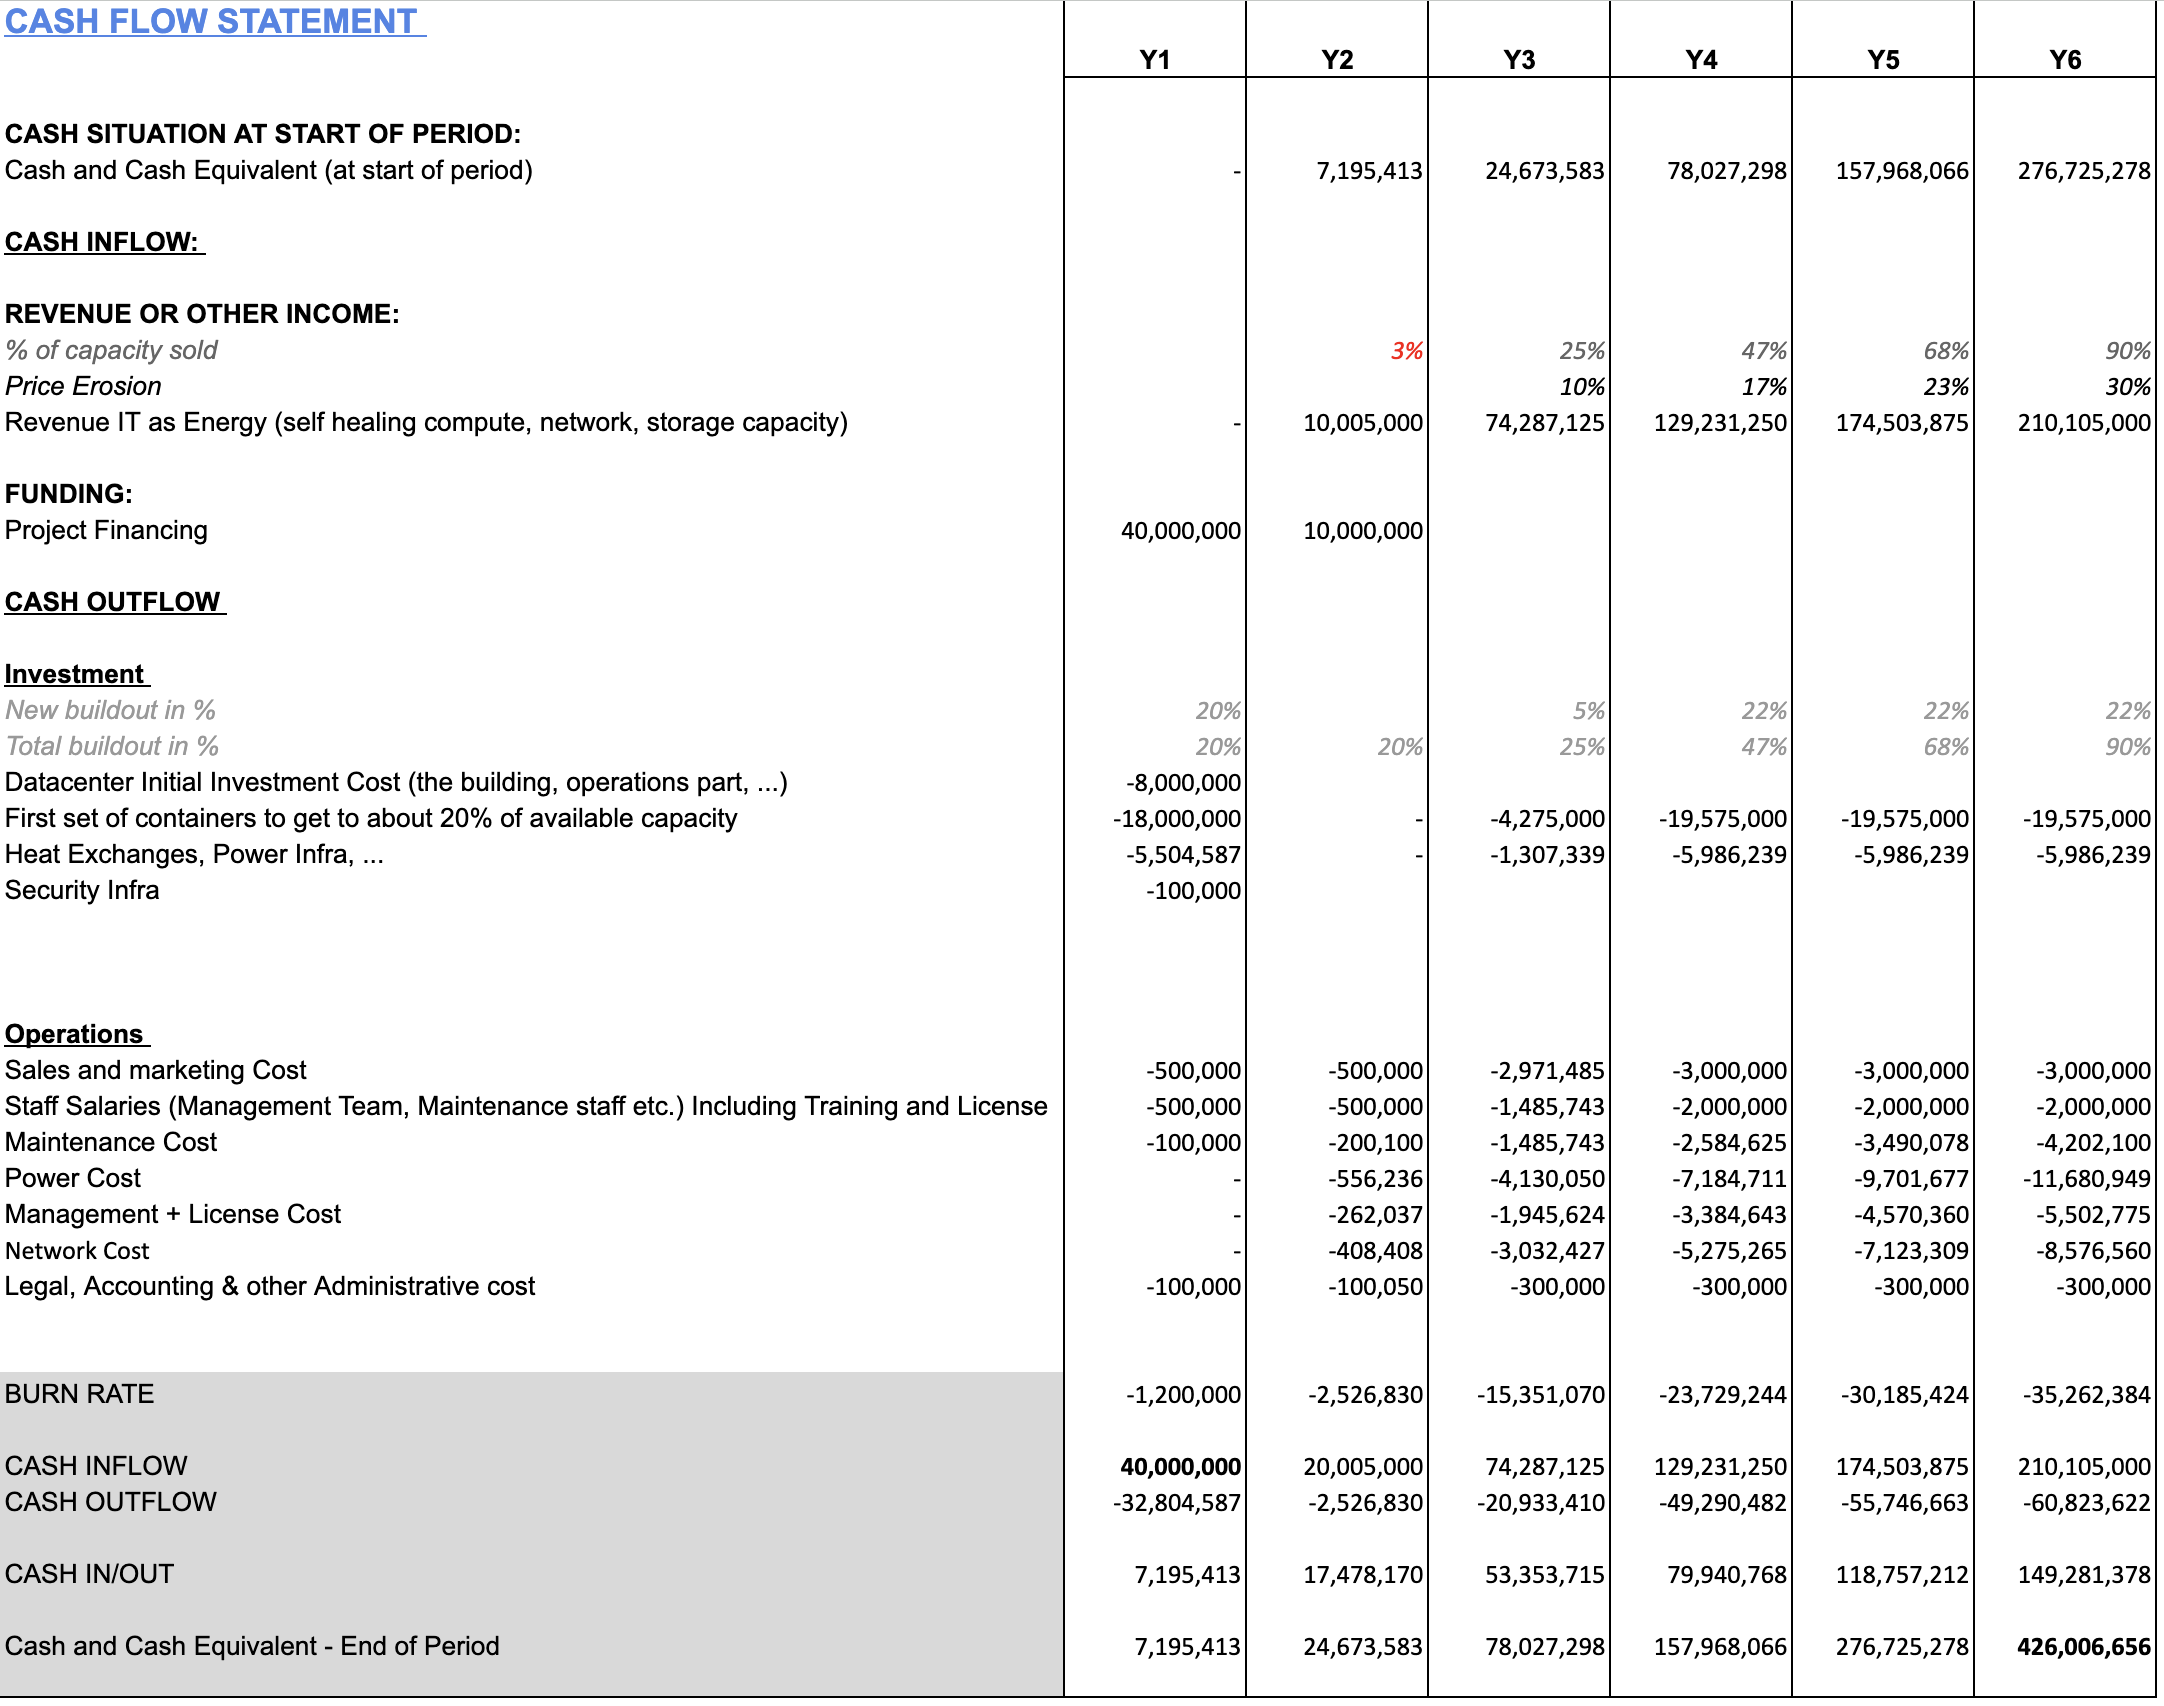 CASH FLOW STATEMENT
Y1 Y2 Y3 Y4 Y5 Y6
CASH SITUATION AT START OF PERIOD:
Cash and Cash Equivalent (at start of period) - 7,195,413 24,673,583 78,027,298 157,968,066 276,725,278
CASH INFLOW:
REVENUE OR OTHER INCOME:
% of capacity sold 3% 25% 47% 68% 90%
Price Erosion 10% 17% 23% 30%
Revenue IT as Energy (self healing compute, network, storage capacity) - 10,005,000 74,287,125 129,231,250 174,503,875 210,105,000
FUNDING:
Project Financing 40,000,000 10,000,000
CASH OUTFLOW
Investment
New buildout in % 20% 5% 22% 22% 22%
Total buildout in % 20% 20% 25% 47% 68% 90%
Datacenter Initial Investment Cost (the building, operations part, ...) -8,000,000
First set of containers to get to about 20% of available capacity -18,000,000 - -4,275,000 -19,575,000 -19,575,000 -19,575,000
Heat Exchanges, Power Infra, ... -5,504,587 - -1,307,339 -5,986,239 -5,986,239 -5,986,239
Security Infra -100,000
Operations
Sales and marketing Cost -500,000 -500,000 -2,971,485 -3,000,000 -3,000,000 -3,000,000
Staff Salaries (Management Team, Maintenance staff etc.) Including Training and License -500,000 -500,000 -1,485,743 -2,000,000 -2,000,000 -2,000,000
Maintenance Cost -100,000 -200,100 -1,485,743 -2,584,625 -3,490,078 -4,202,100
Power Cost - -556,236 -4,130,050 -7,184,711 -9,701,677 -11,680,949
Management + License Cost - -262,037 -1,945,624 -3,384,643 -4,570,360 -5,502,775
Network Cost - -408,408 -3,032,427 -5,275,265 -7,123,309 -8,576,560
Legal, Accounting & other Administrative cost -100,000 -100,050 -300,000 -300,000 -300,000 -300,000
BURN RATE -1,200,000 -2,526,830 -15,351,070 -23,729,244 -30,185,424 -35,262,384
CASH INFLOW 40,000,000 20,005,000 74,287,125 129,231,250 174,503,875 210,105,000
CASH OUTFLOW -32,804,587 -2,526,830 -20,933,410 -49,290,482 -55,746,663 -60,823,622
CASH IN/OUT 7,195,413 17,478,170 53,353,715 79,940,768 118,757,212 149,281,378
Cash and Cash Equivalent - End of Period 7,195,413 24,673,583 78,027,298 157,968,066 276,725,278 426,006,656